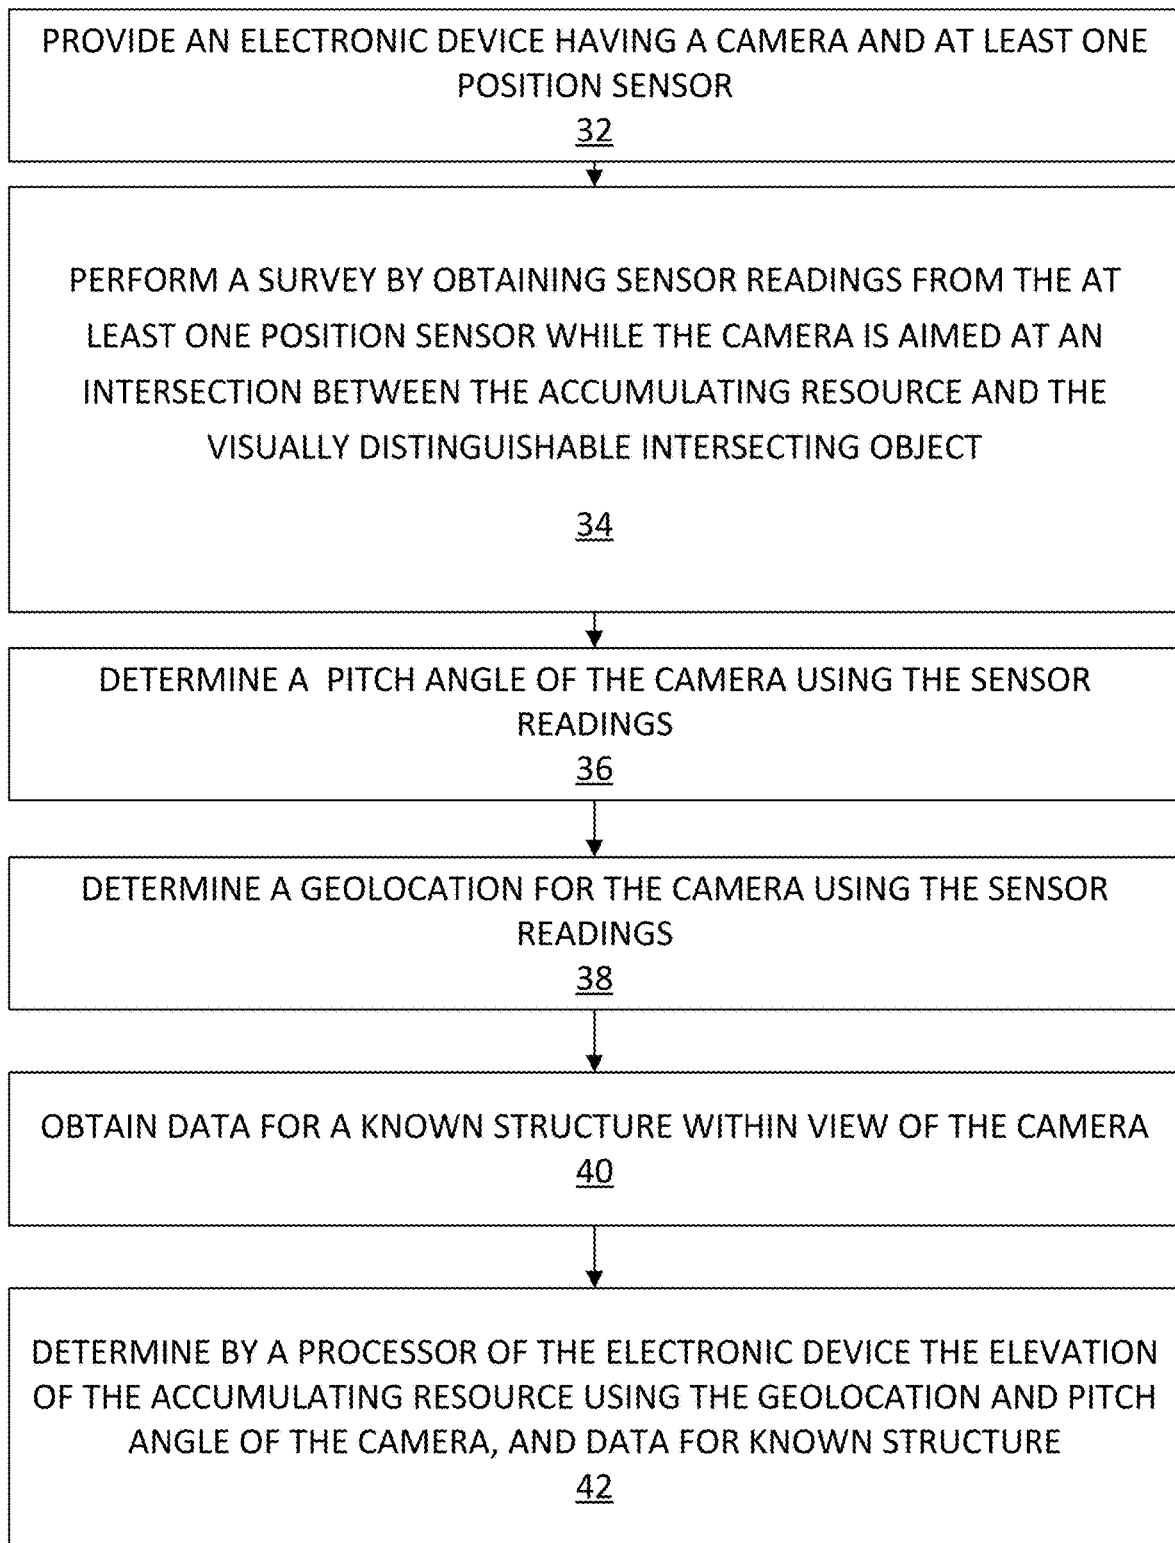 PROVIDE AN ELECTRONIC DEVICE HAVING A CAMERA AND AT LEAST ONE
POSITION SENSOR
32
PERFORM A SURVEY BY OBTAINING SENSOR READINGS FROM THE AT
LEAST ONE POSITION SENSOR WHILE THE CAMERA IS AIMED AT AN
INTERSECTION BETWEEN THE ACCUMULATING RESOURCE AND THE
VISUALLY DISTINGUISHABLE INTERSECTING OBJECT
34
DETERMINE A PITCH ANGLE OF THE CAMERA USING THE SENSOR
READINGS
36
DETERMINE A GEOLOCATION FOR THE CAMERA USING THE SENSOR
READINGS
38
OBTAIN DATA FOR A KNOWN STRUCTURE WITHIN VIEW OF THE CAMERA
40
DETERMINE BY A PROCESSOR OF THE ELECTRONIC DEVICE THE ELEVATION
OF THE ACCUMULATING RESOURCE USING THE GEOLOCATION AND PITCH
ANGLE OF THE CAMERA, AND DATA FOR KNOWN STRUCTURE
42